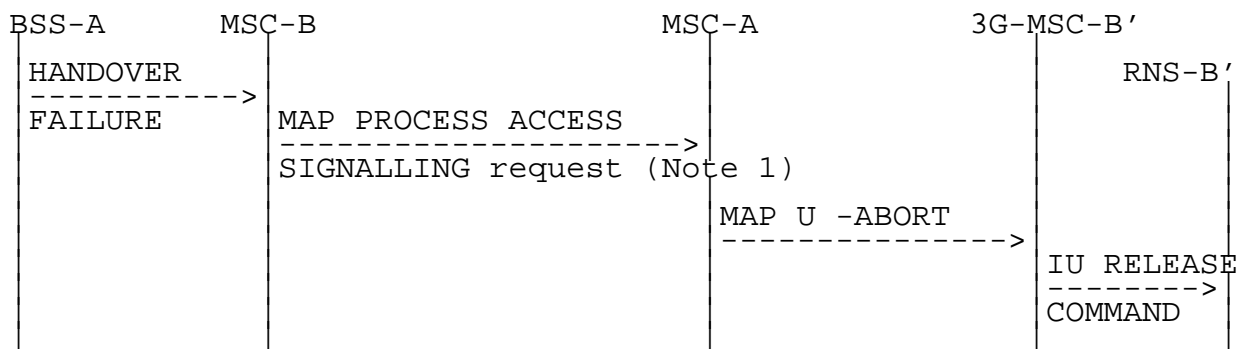 BSS-A MSC-B MSC-A 3G-MSC-B'
HANDOVER RNS-B'
FAILURE MAP PROCESS ACCESS
SIGNALLING request (Note 1)
MAP U -ABORT
IU RELEASE
COMMAND